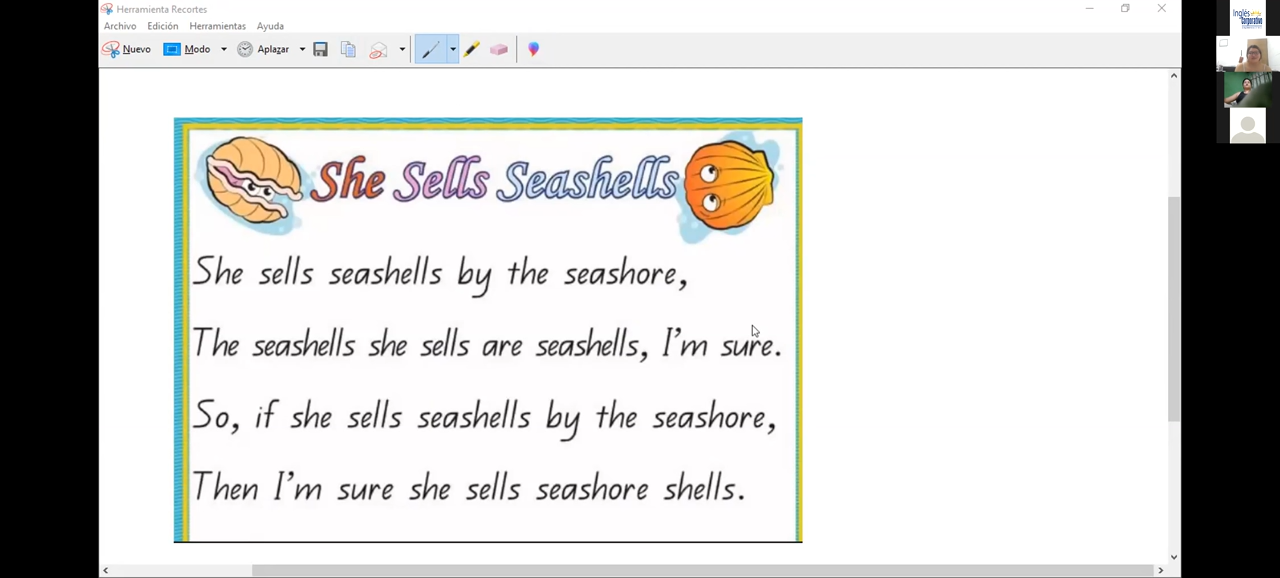 Herramienta Recortes
Archivo Edición Herramientas Ayuda
Nuevo Modo Aplazar
Inglés
Corporativo
She Sells Seashells
She sells seashells by the seashore,
The seashells she sells are seashells, I'm sure.
So, if she sells seashells by the seashore,
Then I'm sure she sells seashore shells.